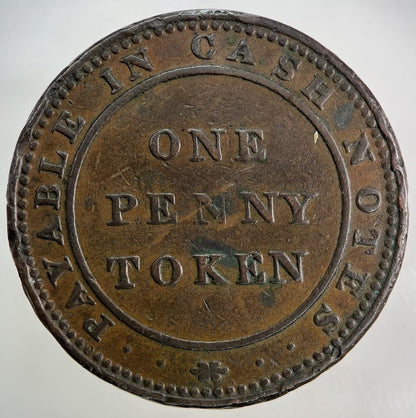 PAYABLE IN CASH NOTES
ONE
PENNY
TOKEN